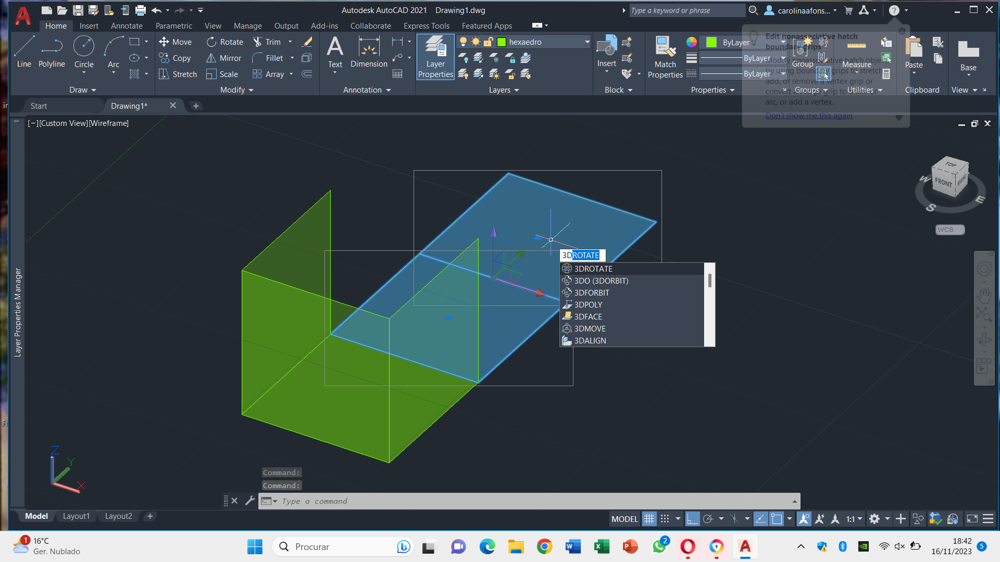 Autodesk AutoCAD 2021 Drawing1.dwg
Type a keyword or phrase
carolinaafons...
Home Insert Annotate Parametric View Manage Output Add-ins Collaborate Express Tools Featured Apps
Line Polyline Circle Arc
Draw
Move Rotate Trim
Copy Mirror Fillet
Stretch Scale Array
Modify
Text Dimension
Annotation
Layer
Properties
hexaedro
Layers
Insert
Block
Match
Properties
ByLayer
ByLayer
ByLayer
Properties
Group
Groups
Measure
Utilities
Paste
Clipboard
Base
View
Edit nonassociative hatch
boundary grips
Modify nonassociative hatch objects
by using boundary grips to stretch,
add, or remove a vertex grip or
convert an edge grip to a line or
arc, or add a vertex.
Don't show me this again
Start Drawing1*
[−][Custom View][Wireframe]
TOP
FRONT
RIGHT
W
S
E
WCS
Layer Properties Manager
3DROTATE
3DROTATE
3DO (3DORBIT)
3DFORBIT
3DPOLY
3DFACE
3DMOVE
3DALIGN
Z
Y
X
Command:
Command:
Type a command
Model Layout1 Layout2
MODEL
1:1
1
16°C
Ger. Nublado
Procurar
2
18:42
16/11/2023
5